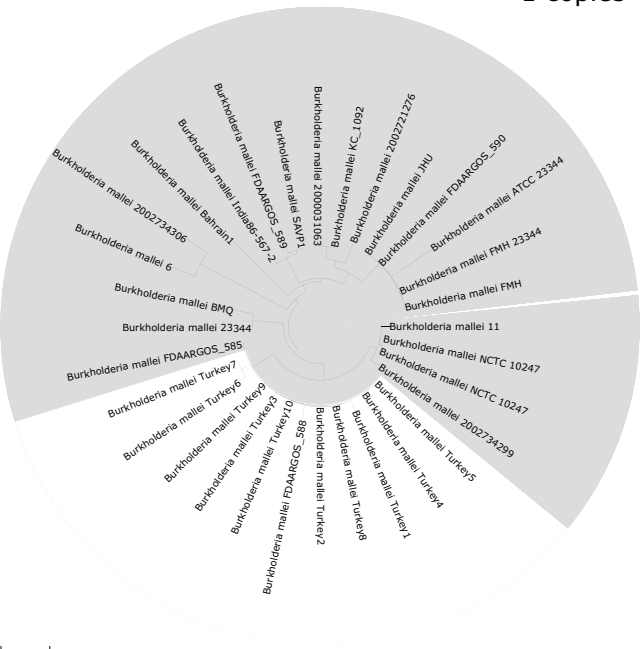 Burkholderia mallei 2000031063
Burkholderia mallei KC_1092
Burkholderia mallei 2002721276
Burkholderia mallei JHU
Burkholderia mallei FDAARGOS_590
Burkholderia mallei ATCC 23344
Burkholderia mallei FMH 23344
Burkholderia mallei FMH
Burkholderia mallei 11
Burkholderia mallei NCTC 10247
Burkholderia mallei NCTC 10247
Burkholderia mallei 2002734299
Burkholderia mallei Turkey5
Burkholderia mallei Turkey4
Burkholderia mallei Turkey1
Burkholderia mallei Turkey8
Burkholderia mallei Turkey2
Burkholderia mallei FDAARGOS_588
Burkholderia mallei Turkey10
Burkholderia mallei Turkey3
Burkholderia mallei Turkey9
Burkholderia mallei Turkey6
Burkholderia mallei Turkey7
Burkholderia mallei FDAARGOS_585
Burkholderia mallei 23344
Burkholderia mallei BMQ
Burkholderia mallei 6
Burkholderia mallei 2002734306
Burkholderia mallei Bahrain1
Burkholderia mallei India86-567-2
Burkholderia mallei FDAARGOS_589
Burkholderia mallei SAVP1